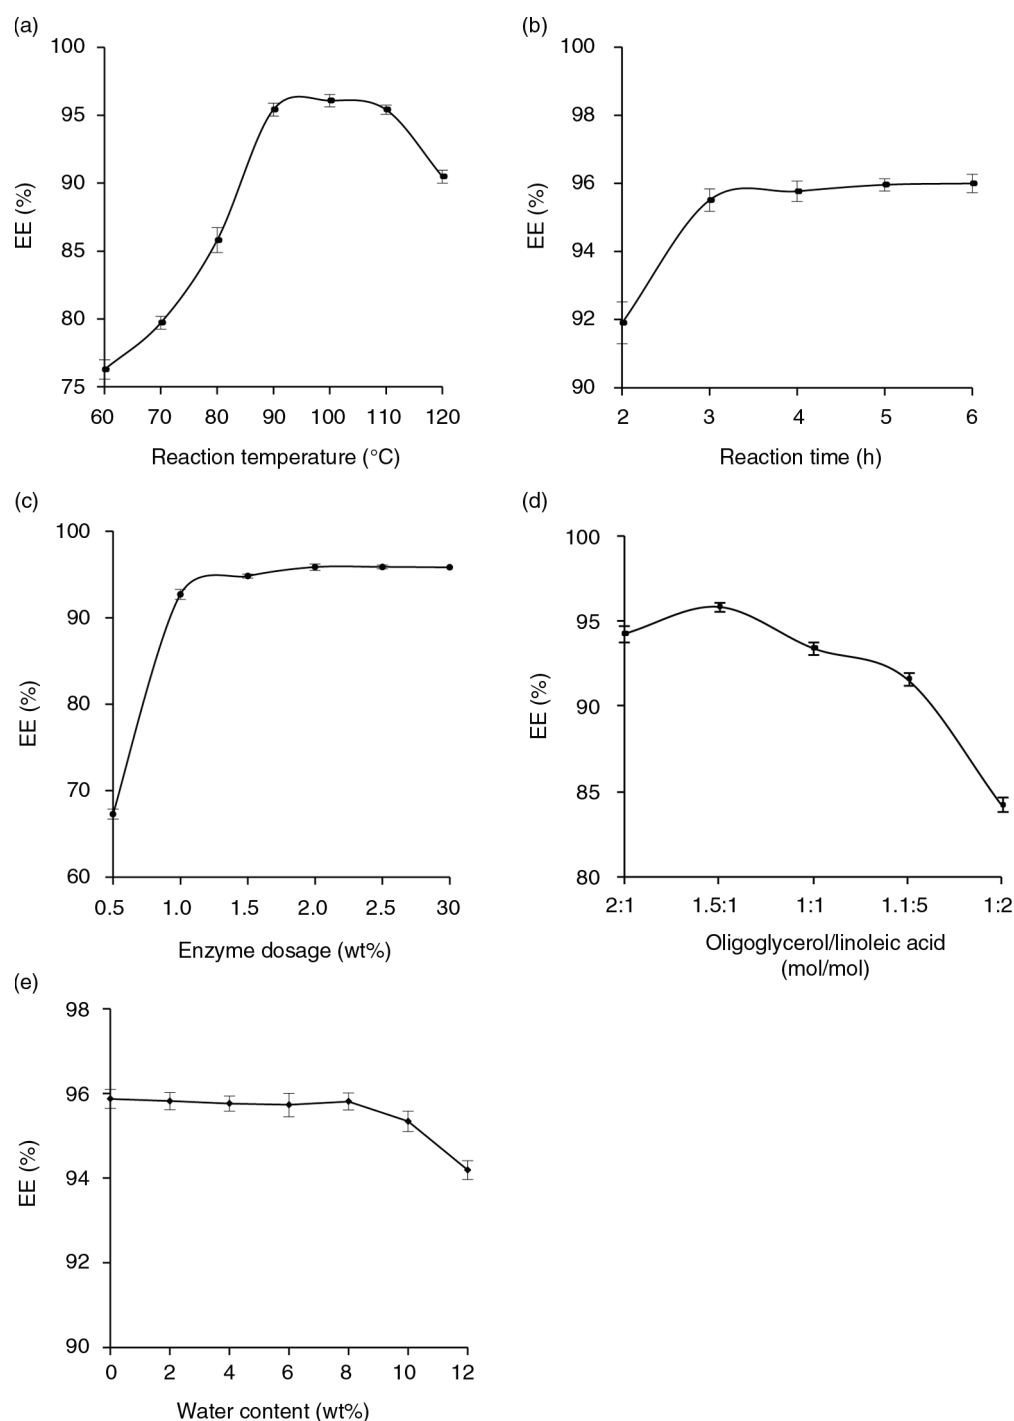 (a)
100
95
90
85
80
75
EE (%)
60 70 80 90 100 110 120
Reaction temperature (°C)
(b)
100
98
96
94
92
90
EE (%)
2 3 4 5 6
Reaction time (h)
(c)
100
90
80
70
60
EE (%)
0.5 1.0 1.5 2.0 2.5 30
Enzyme dosage (wt%)
(d)
100
95
90
85
80
EE (%)
2:1 1.5:1 1:1 1.1:5 1:2
Oligoglycerol/linoleic acid
(mol/mol)
(e)
98
96
94
92
90
EE (%)
0 2 4 6 8 10 12
Water content (wt%)